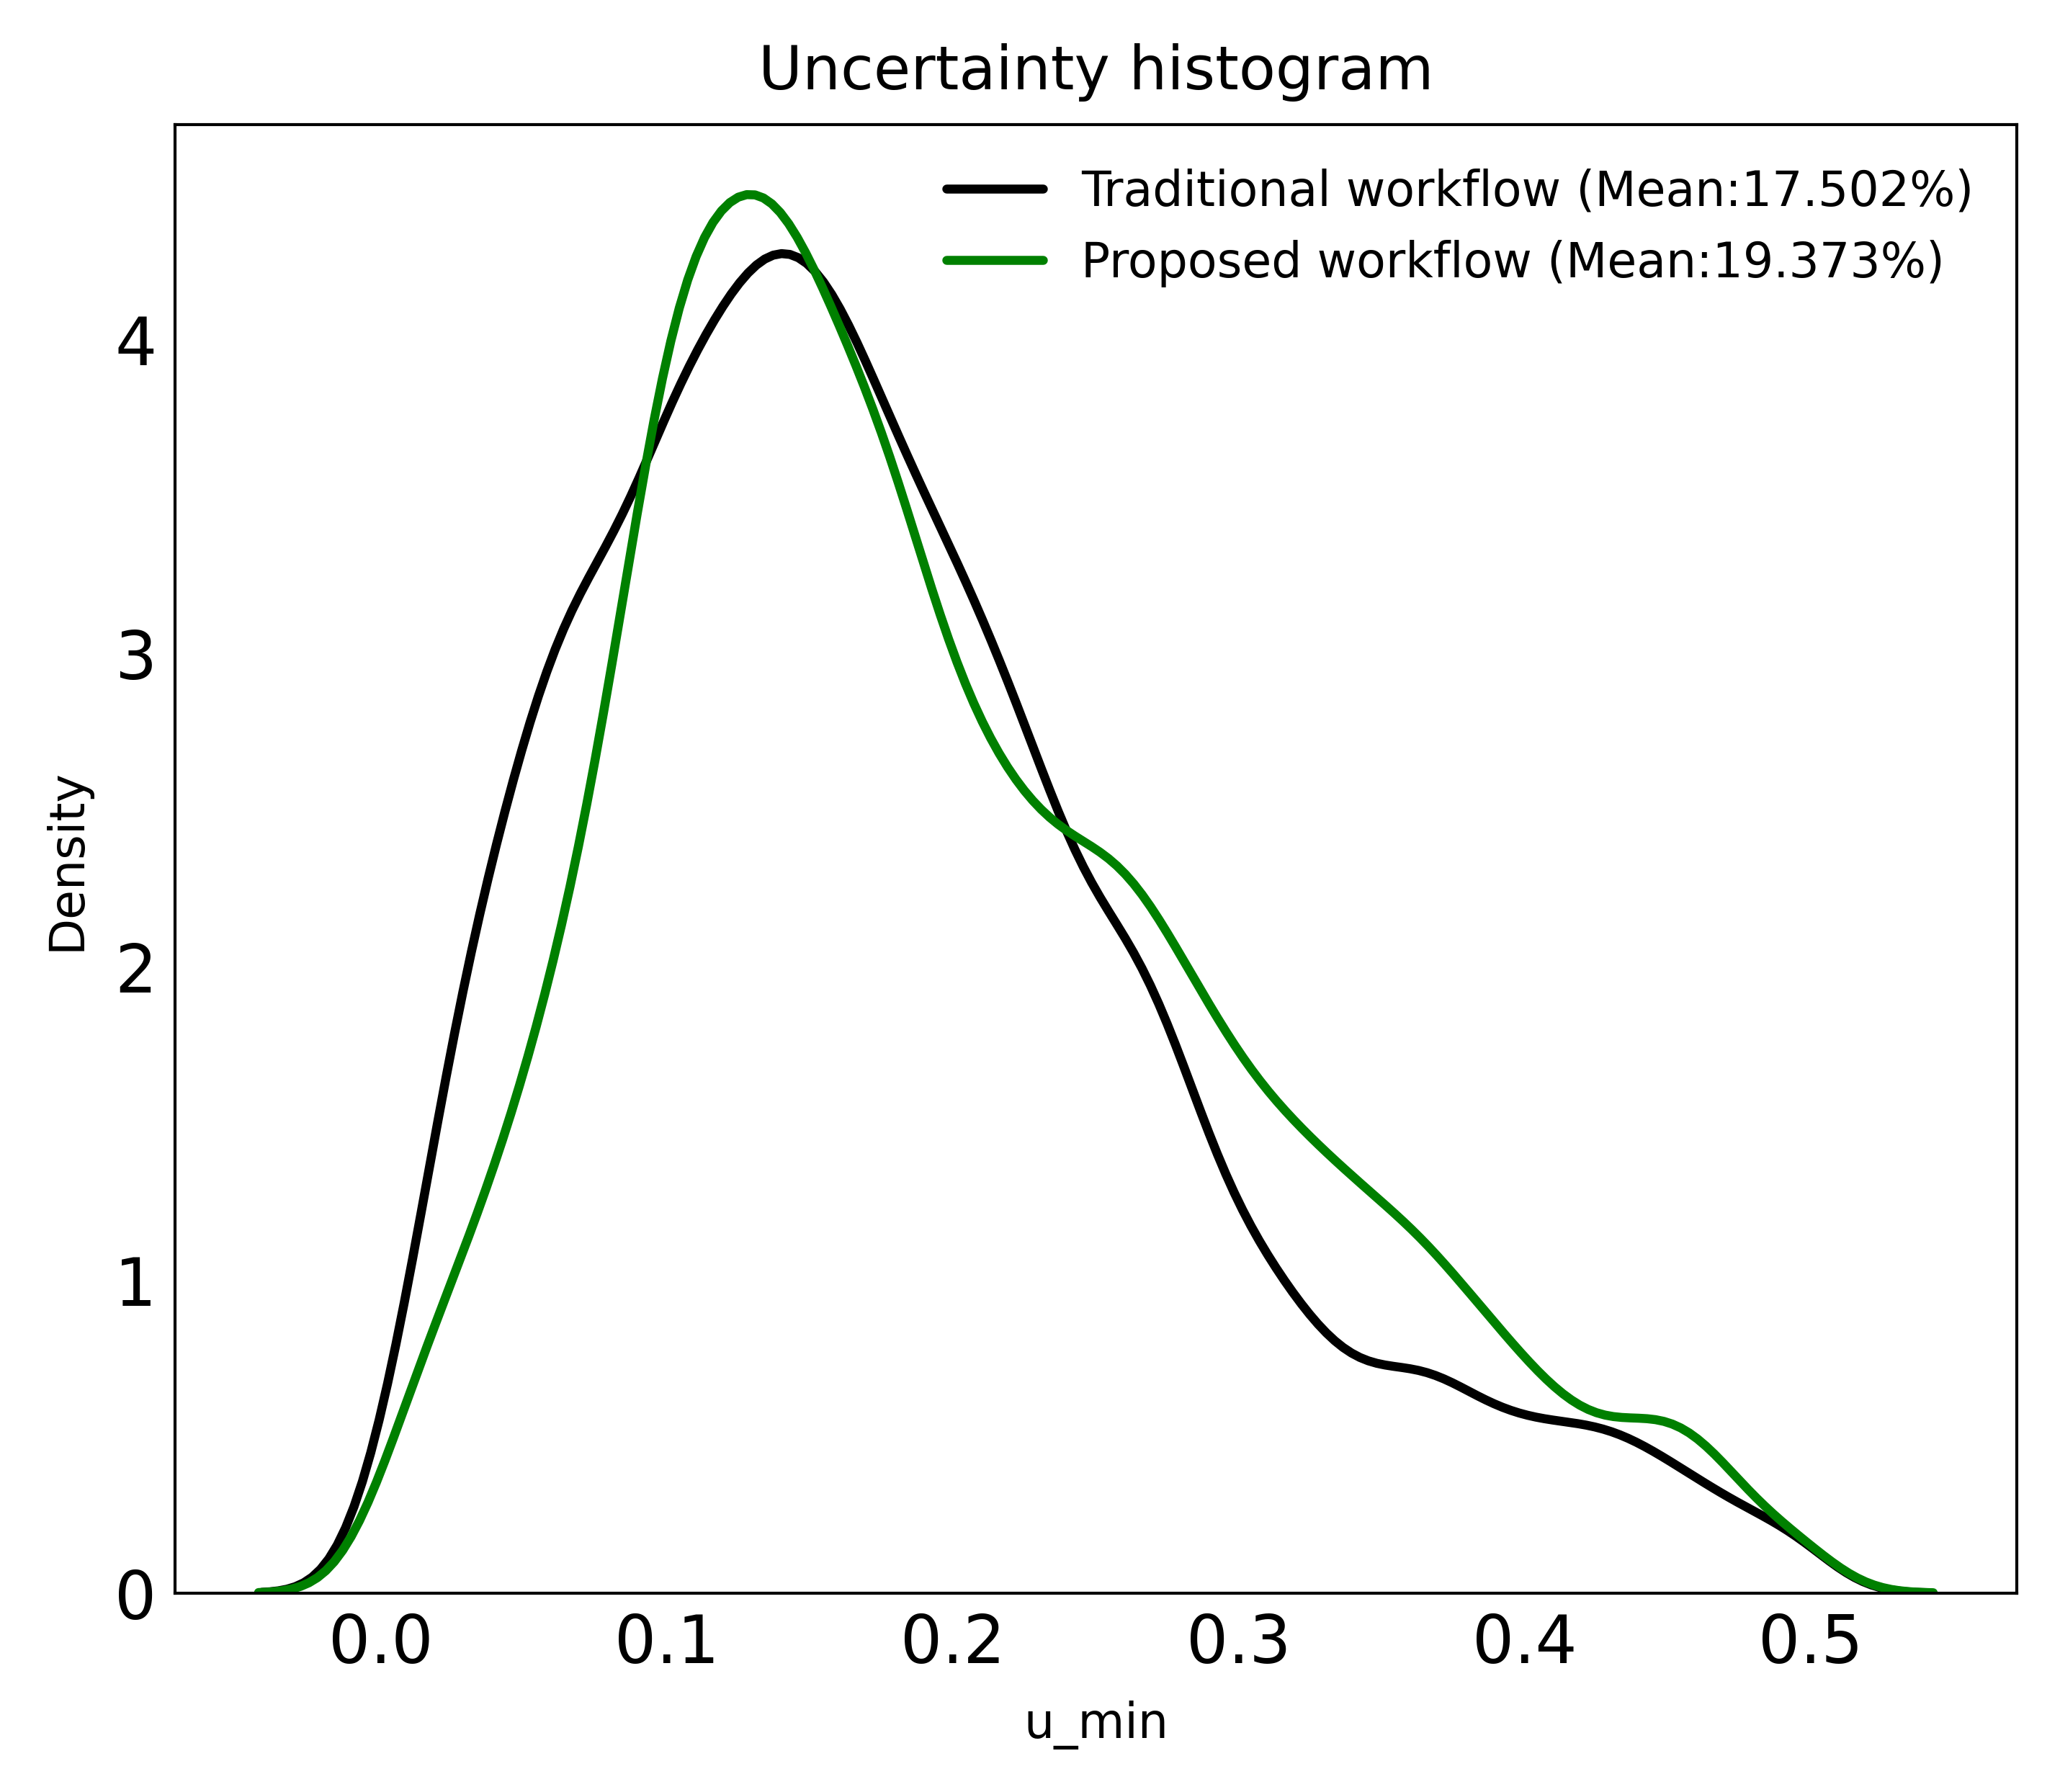 Uncertainty histogram
Traditional workflow (Mean:17.502%)
Proposed workflow (Mean:19.373%)
4
3
2
1
0
Density
0.0 0.1 0.2 0.3 0.4 0.5
u_min